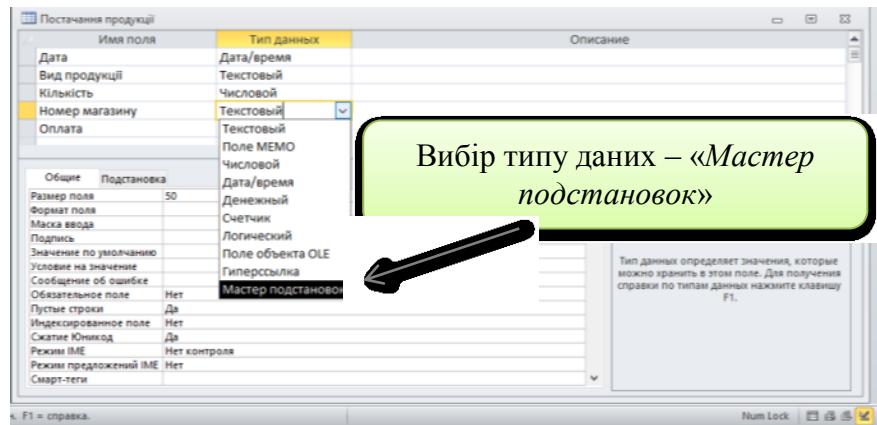 Постачання продукції
Имя поля Тип данных Описание
Дата Дата/время
Вид продукції Текстовый
Кількість Числовой
Номер магазину Текстовый
Оплата Текстовый
Поле МЕМО
Числовой
Дата/время
Денежный
Счетчик
Логический
Поле объекта OLE
Гиперссылка
Мастер подстановок
Вибір типу даних – «Мастер
подстановок»
Общие Подстановка
Размер поля 50
Формат поля
Маска ввода
Подпись
Значение по умолчанию
Условие на значение
Сообщение об ошибке
Обязательное поле Нет
Пустые строки Да
Индексированное поле Нет
Сжатие Юникод Да
Режим IME Нет контроля
Режим предложений IME Нет
Смарт-теги
Тип данных определяет значения, которые
можно хранить в этом поле. Для получения
справки по типам данных нажмите клавишу
F1.
F1 = справка. Num Lock